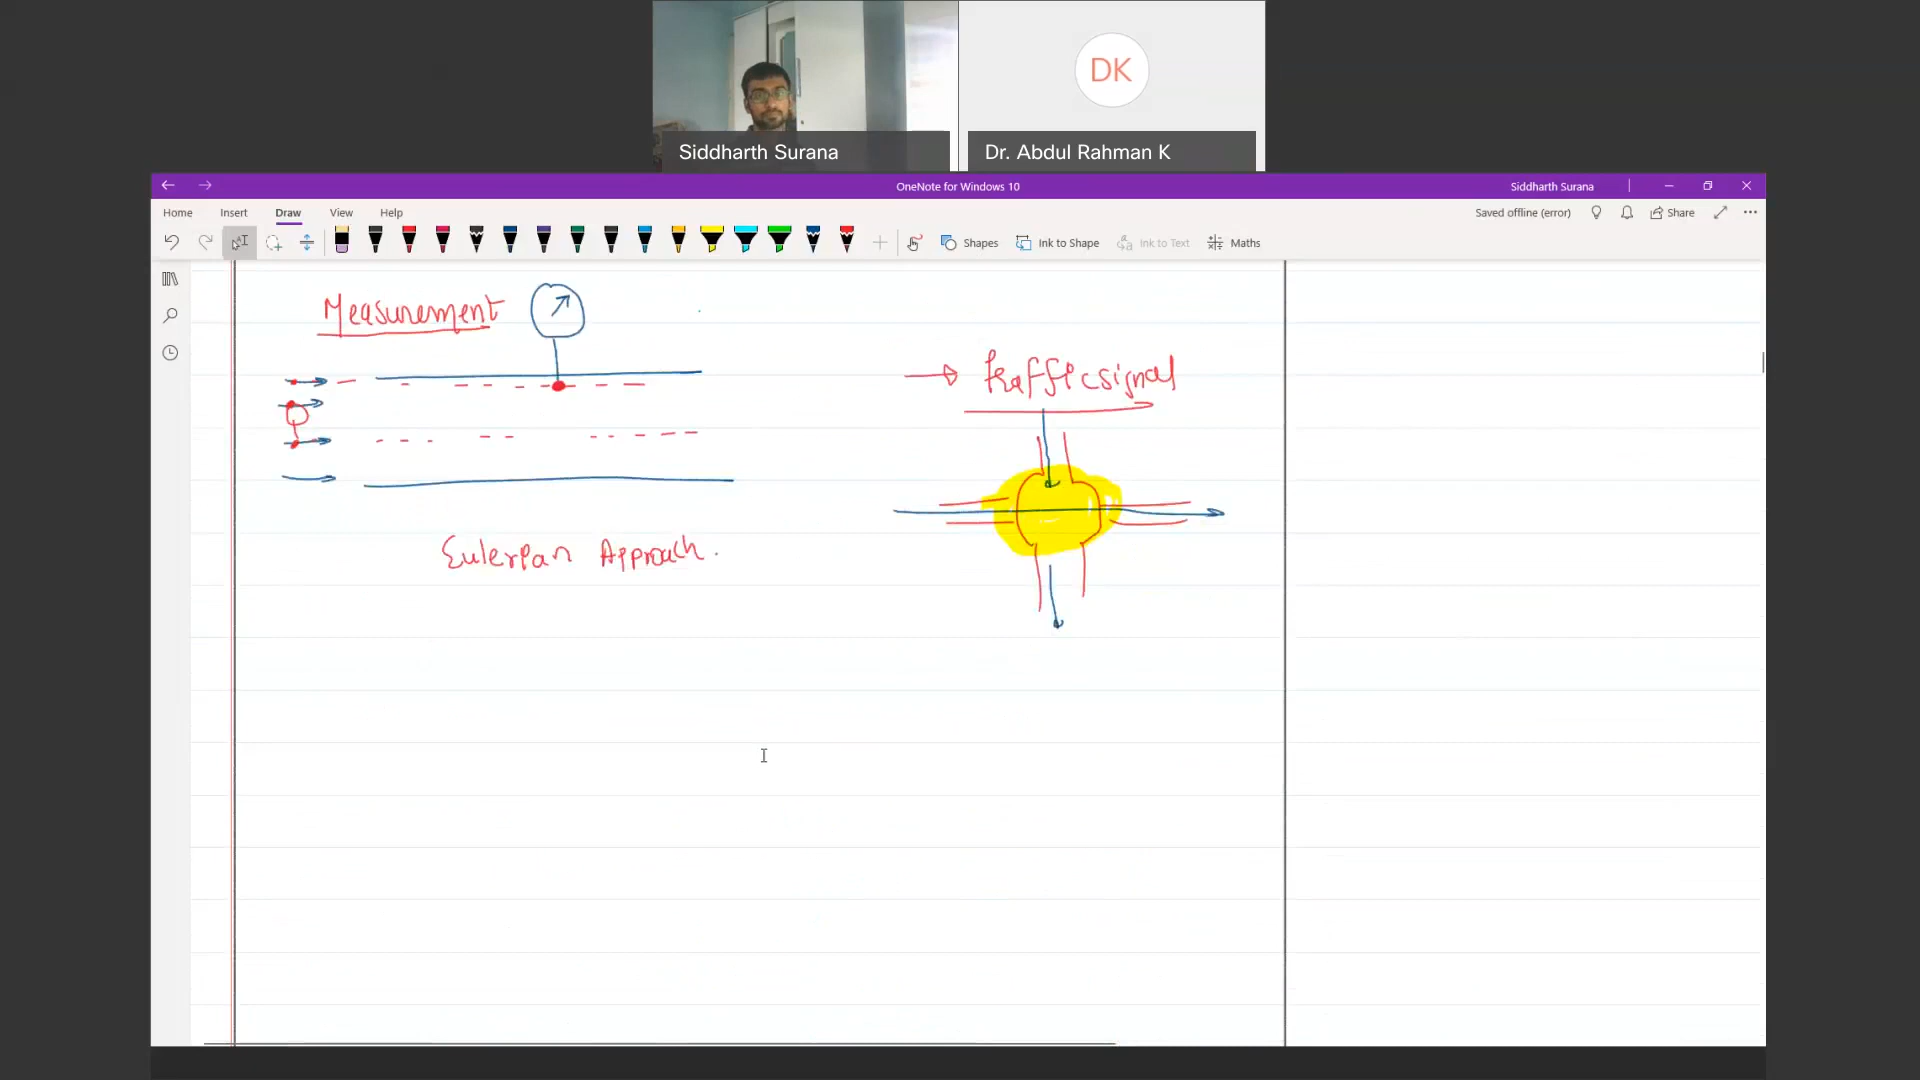 DK
Siddharth Surana
Dr. Abdul Rahman K
OneNote for Windows 10
Siddharth Surana
Home Insert Draw View Help
Saved offline (error)
Share
Shapes
Ink to Shape
Ink to Text
Maths
Measurement
Traffic signal
Eulerian Approach.